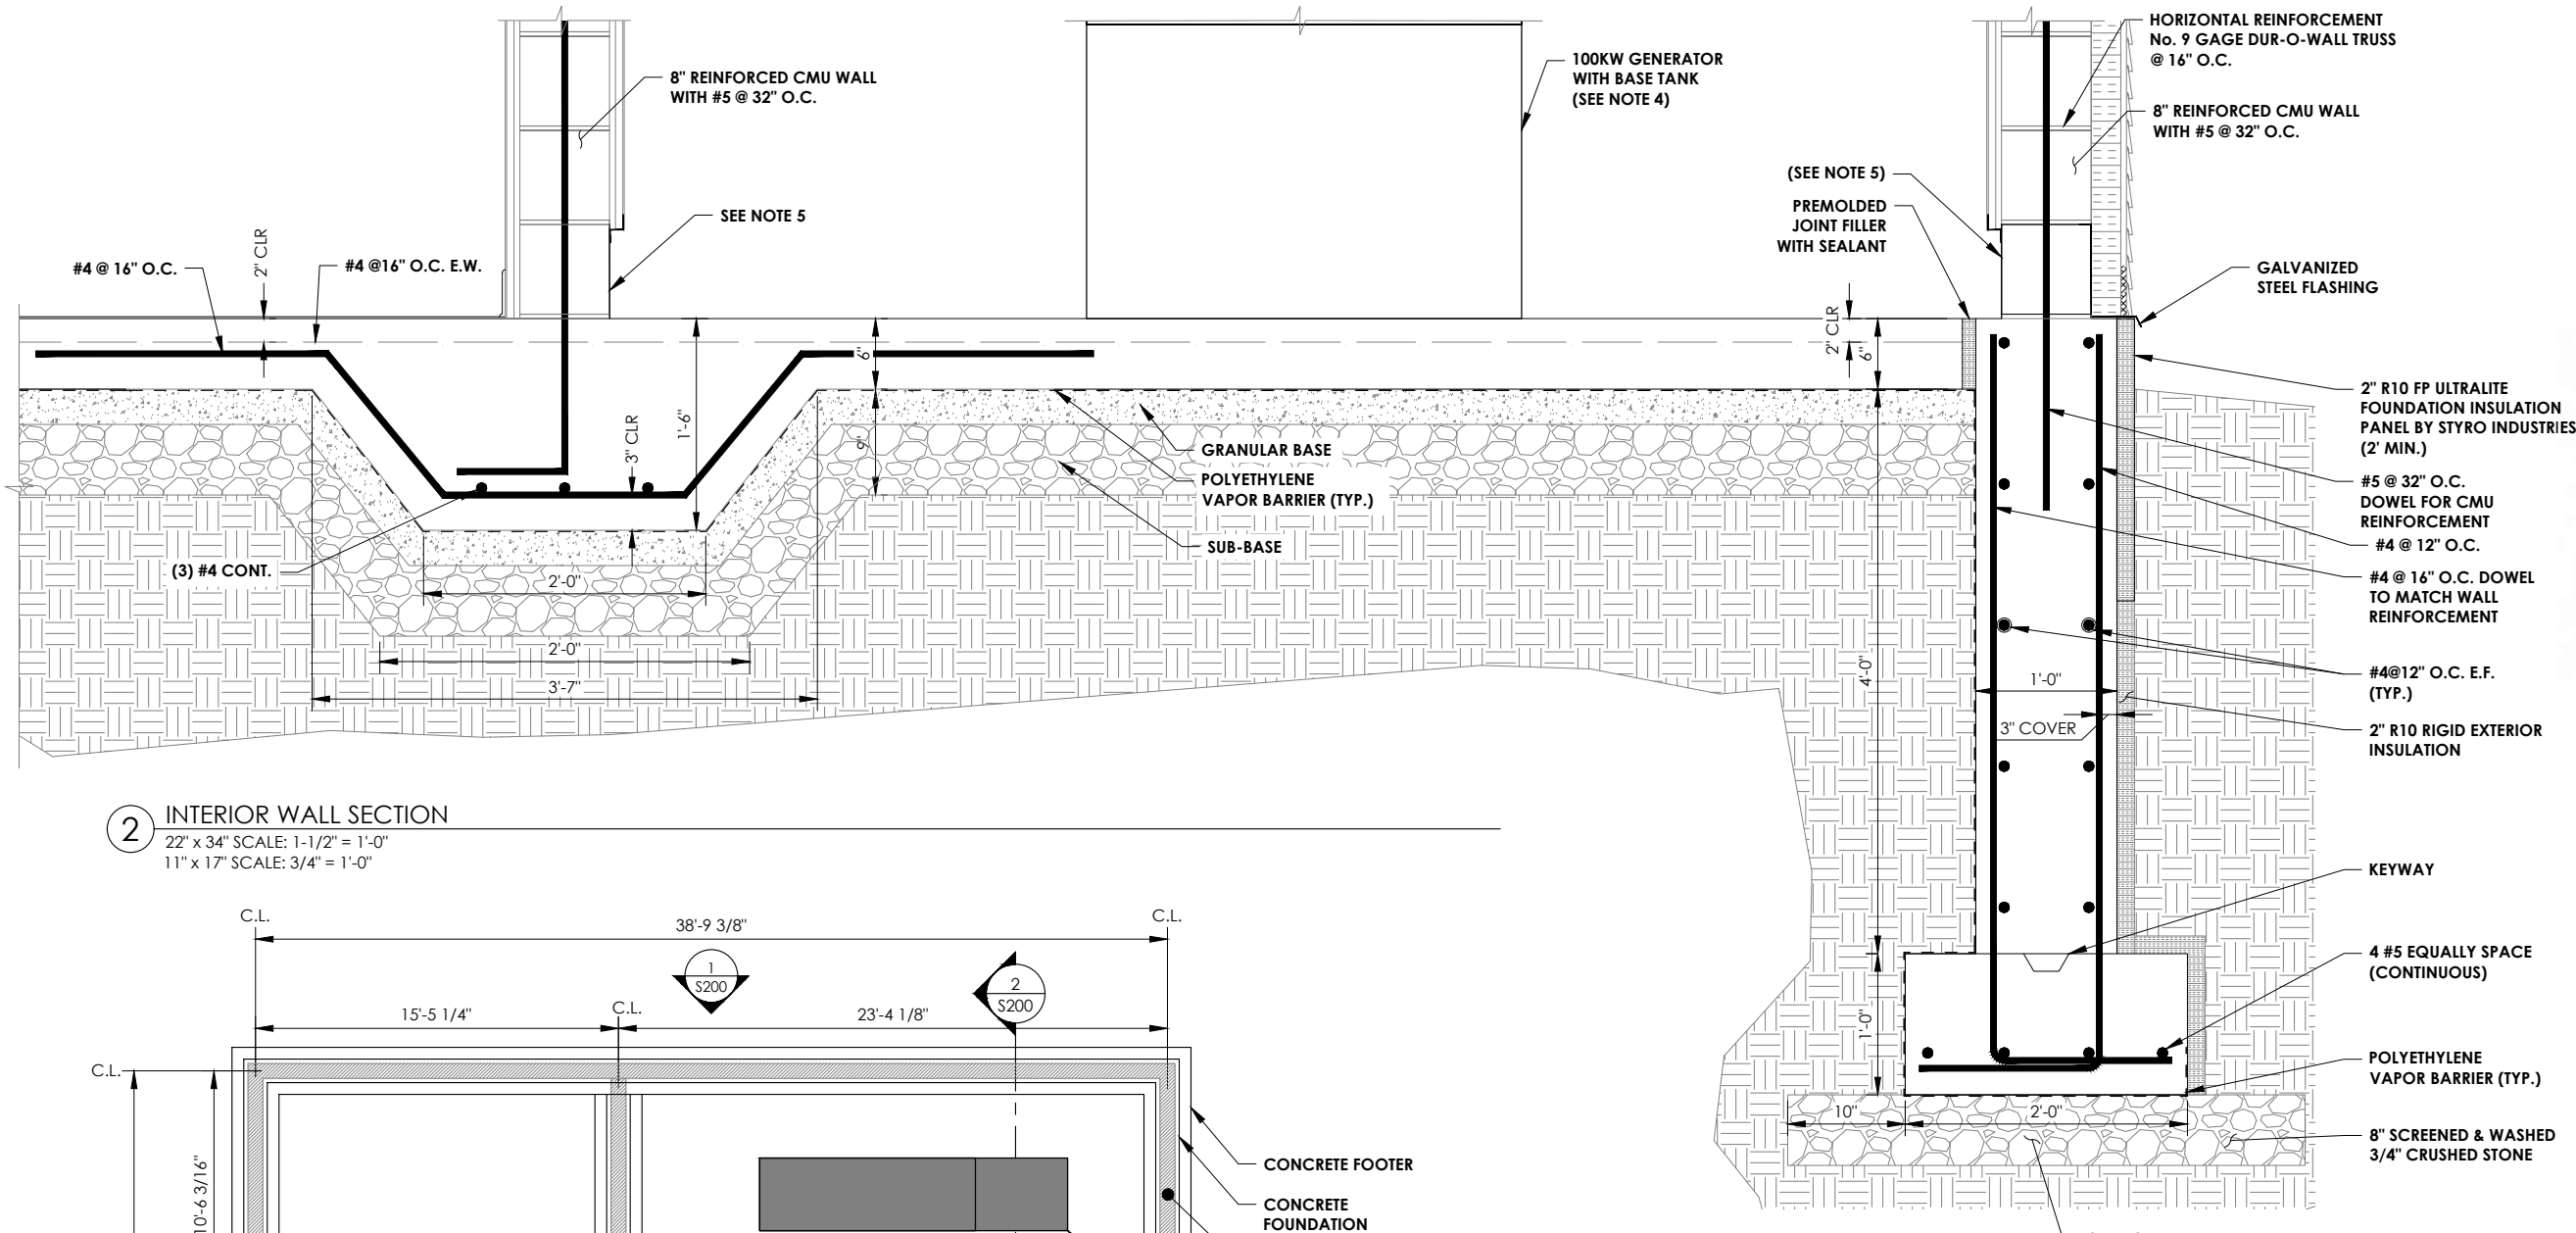 8" REINFORCED CMU WALL
WITH #5 @ 32" O.C.
100KW GENERATOR
WITH BASE TANK
(SEE NOTE 4)
HORIZONTAL REINFORCEMENT
No. 9 GAGE DUR-O-WALL TRUSS
@ 16" O.C.
8" REINFORCED CMU WALL
WITH #5 @ 32" O.C.
(SEE NOTE 5)
PREMOLDED
JOINT FILLER
WITH SEALANT
SEE NOTE 5
2" CLR
#4 @ 16" O.C.
#4 @16" O.C. E.W.
GALVANIZED
STEEL FLASHING
2" CLR
6"
6"
1'-6"
9"
3" CLR
GRANULAR BASE
POLYETHYLENE
VAPOR BARRIER (TYP.)
SUB-BASE
(3) #4 CONT.
2'-0"
2'-0"
3'-7"
2" R10 FP ULTRALITE
FOUNDATION INSULATION
PANEL BY STYRO INDUSTRIES
(2' MIN.)
#5 @ 32" O.C.
DOWEL FOR CMU
REINFORCEMENT
#4 @ 12" O.C.
#4 @ 16" O.C. DOWEL
TO MATCH WALL
REINFORCEMENT
4'-0"
1'-0"
#4@12" O.C. E.F.
(TYP.)
3" COVER
2" R10 RIGID EXTERIOR
INSULATION
KEYWAY
4 #5 EQUALLY SPACE
(CONTINUOUS)
1'-0"
POLYETHYLENE
VAPOR BARRIER (TYP.)
10"
2'-0"
8" SCREENED & WASHED
3/4" CRUSHED STONE
2
INTERIOR WALL SECTION
22" x 34" SCALE: 1-1/2" = 1'-0"
11" x 17" SCALE: 3/4" = 1'-0"
C.L.
38'-9 3/8"
C.L.
1
S200
2
S200
15'-5 1/4"
C.L.
23'-4 1/8"
C.L.
10'-6 3/16"
CONCRETE FOOTER
CONCRETE
FOUNDATION